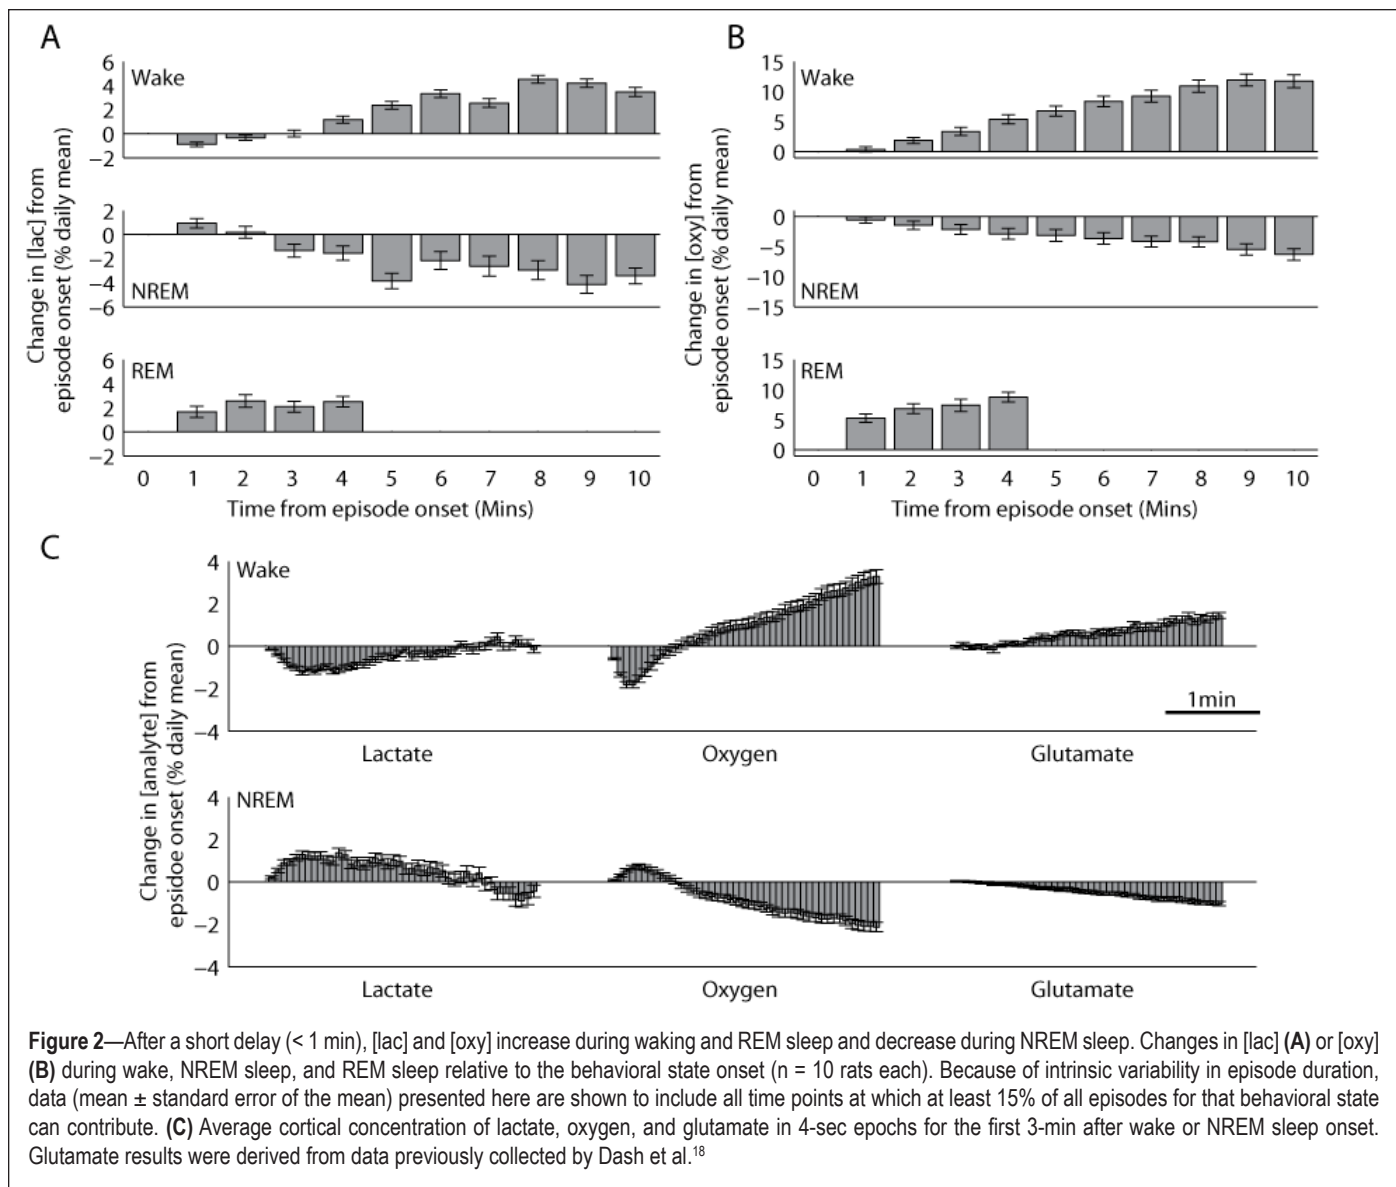 A
Change in [lac] from
episode onset (% daily mean)
6
4
2
0
−2
Wake
2
0
−2
−4
−6
NREM
6
4
2
0
−2
REM
0 1 2 3 4 5 6 7 8 9 10
Time from episode onset (Mins)
B
Change in [oxy] from
episode onset (% daily mean)
15
10
5
0
Wake
0
−5
−10
−15
NREM
15
10
5
0
REM
0 1 2 3 4 5 6 7 8 9 10
Time from episode onset (Mins)
C
Change in [analyte] from
epsidoe onset (% daily mean)
4
2
0
−2
−4
Wake
1min
Lactate Oxygen Glutamate
4
2
0
−2
−4
NREM
Lactate Oxygen Glutamate
Figure 2—After a short delay (< 1 min), [lac] and [oxy] increase during waking and REM sleep and decrease during NREM sleep. Changes in [lac] (A) or [oxy]
(B) during wake, NREM sleep, and REM sleep relative to the behavioral state onset (n = 10 rats each). Because of intrinsic variability in episode duration,
data (mean ± standard error of the mean) presented here are shown to include all time points at which at least 15% of all episodes for that behavioral state
can contribute. (C) Average cortical concentration of lactate, oxygen, and glutamate in 4-sec epochs for the first 3-min after wake or NREM sleep onset.
Glutamate results were derived from data previously collected by Dash et al.18